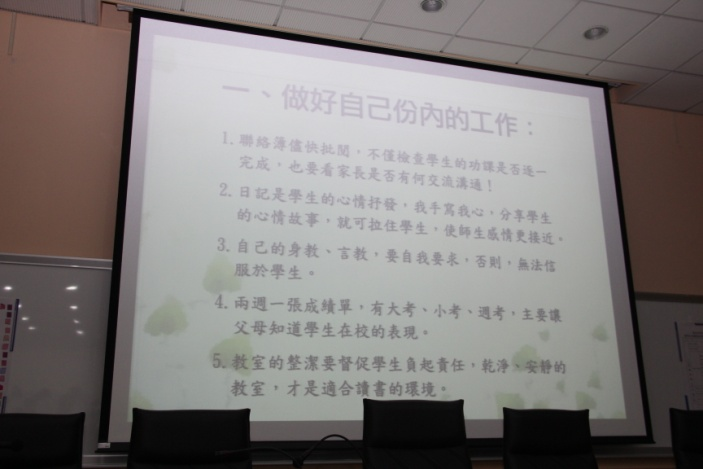 一、做好自己份內的工作：
1. 聯絡簿儘快批閱，不僅檢查學生的功課是否逐一
完成，也要看家長是否有何交流溝通！
2. 日記是學生的心情抒發，我手寫我心，分享學生
的心情故事，就可拉住學生，使師生感情更接近。
3. 自己的身教、言教，要自我要求，否則，無法信
服於學生。
4. 兩週一張成績單，有大考、小考、週考，主要讓
父母知道學生在校的表現。
5. 教室的整潔要督促學生負起責任，乾淨、安靜的
教室，才是適合讀書的環境。